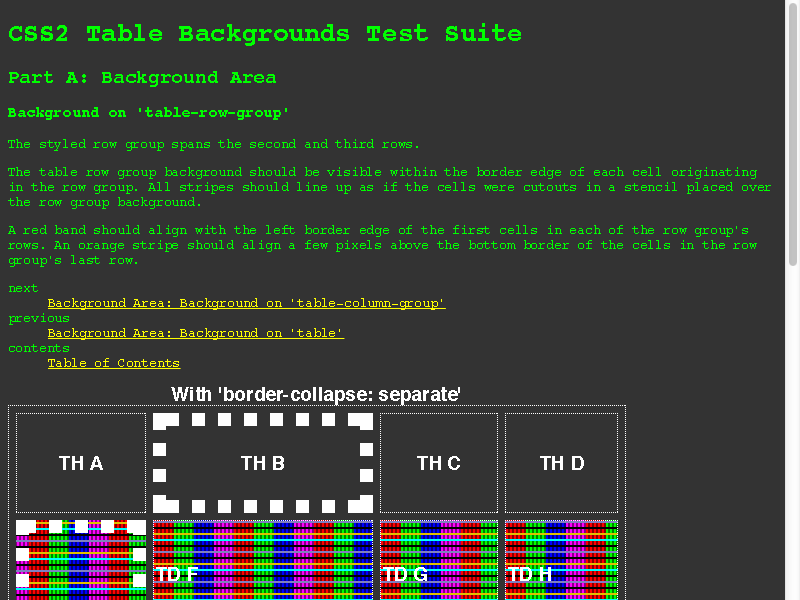 CSS2 Table Backgrounds Test Suite
Part A: Background Area
Background on 'table-row-group'
The styled row group spans the second and third rows.
The table row group background should be visible within the border edge of each cell originating
in the row group. All stripes should line up as if the cells were cutouts in a stencil placed over
the row group background.
A red band should align with the left border edge of the first cells in each of the row group's
rows. An orange stripe should align a few pixels above the bottom border of the cells in the row
group's last row.
next
Background Area: Background on 'table-column-group'
previous
Background Area: Background on 'table'
contents
Table of Contents
With 'border-collapse: separate'
TH A TH B TH C TH D
TD F TD G TD H